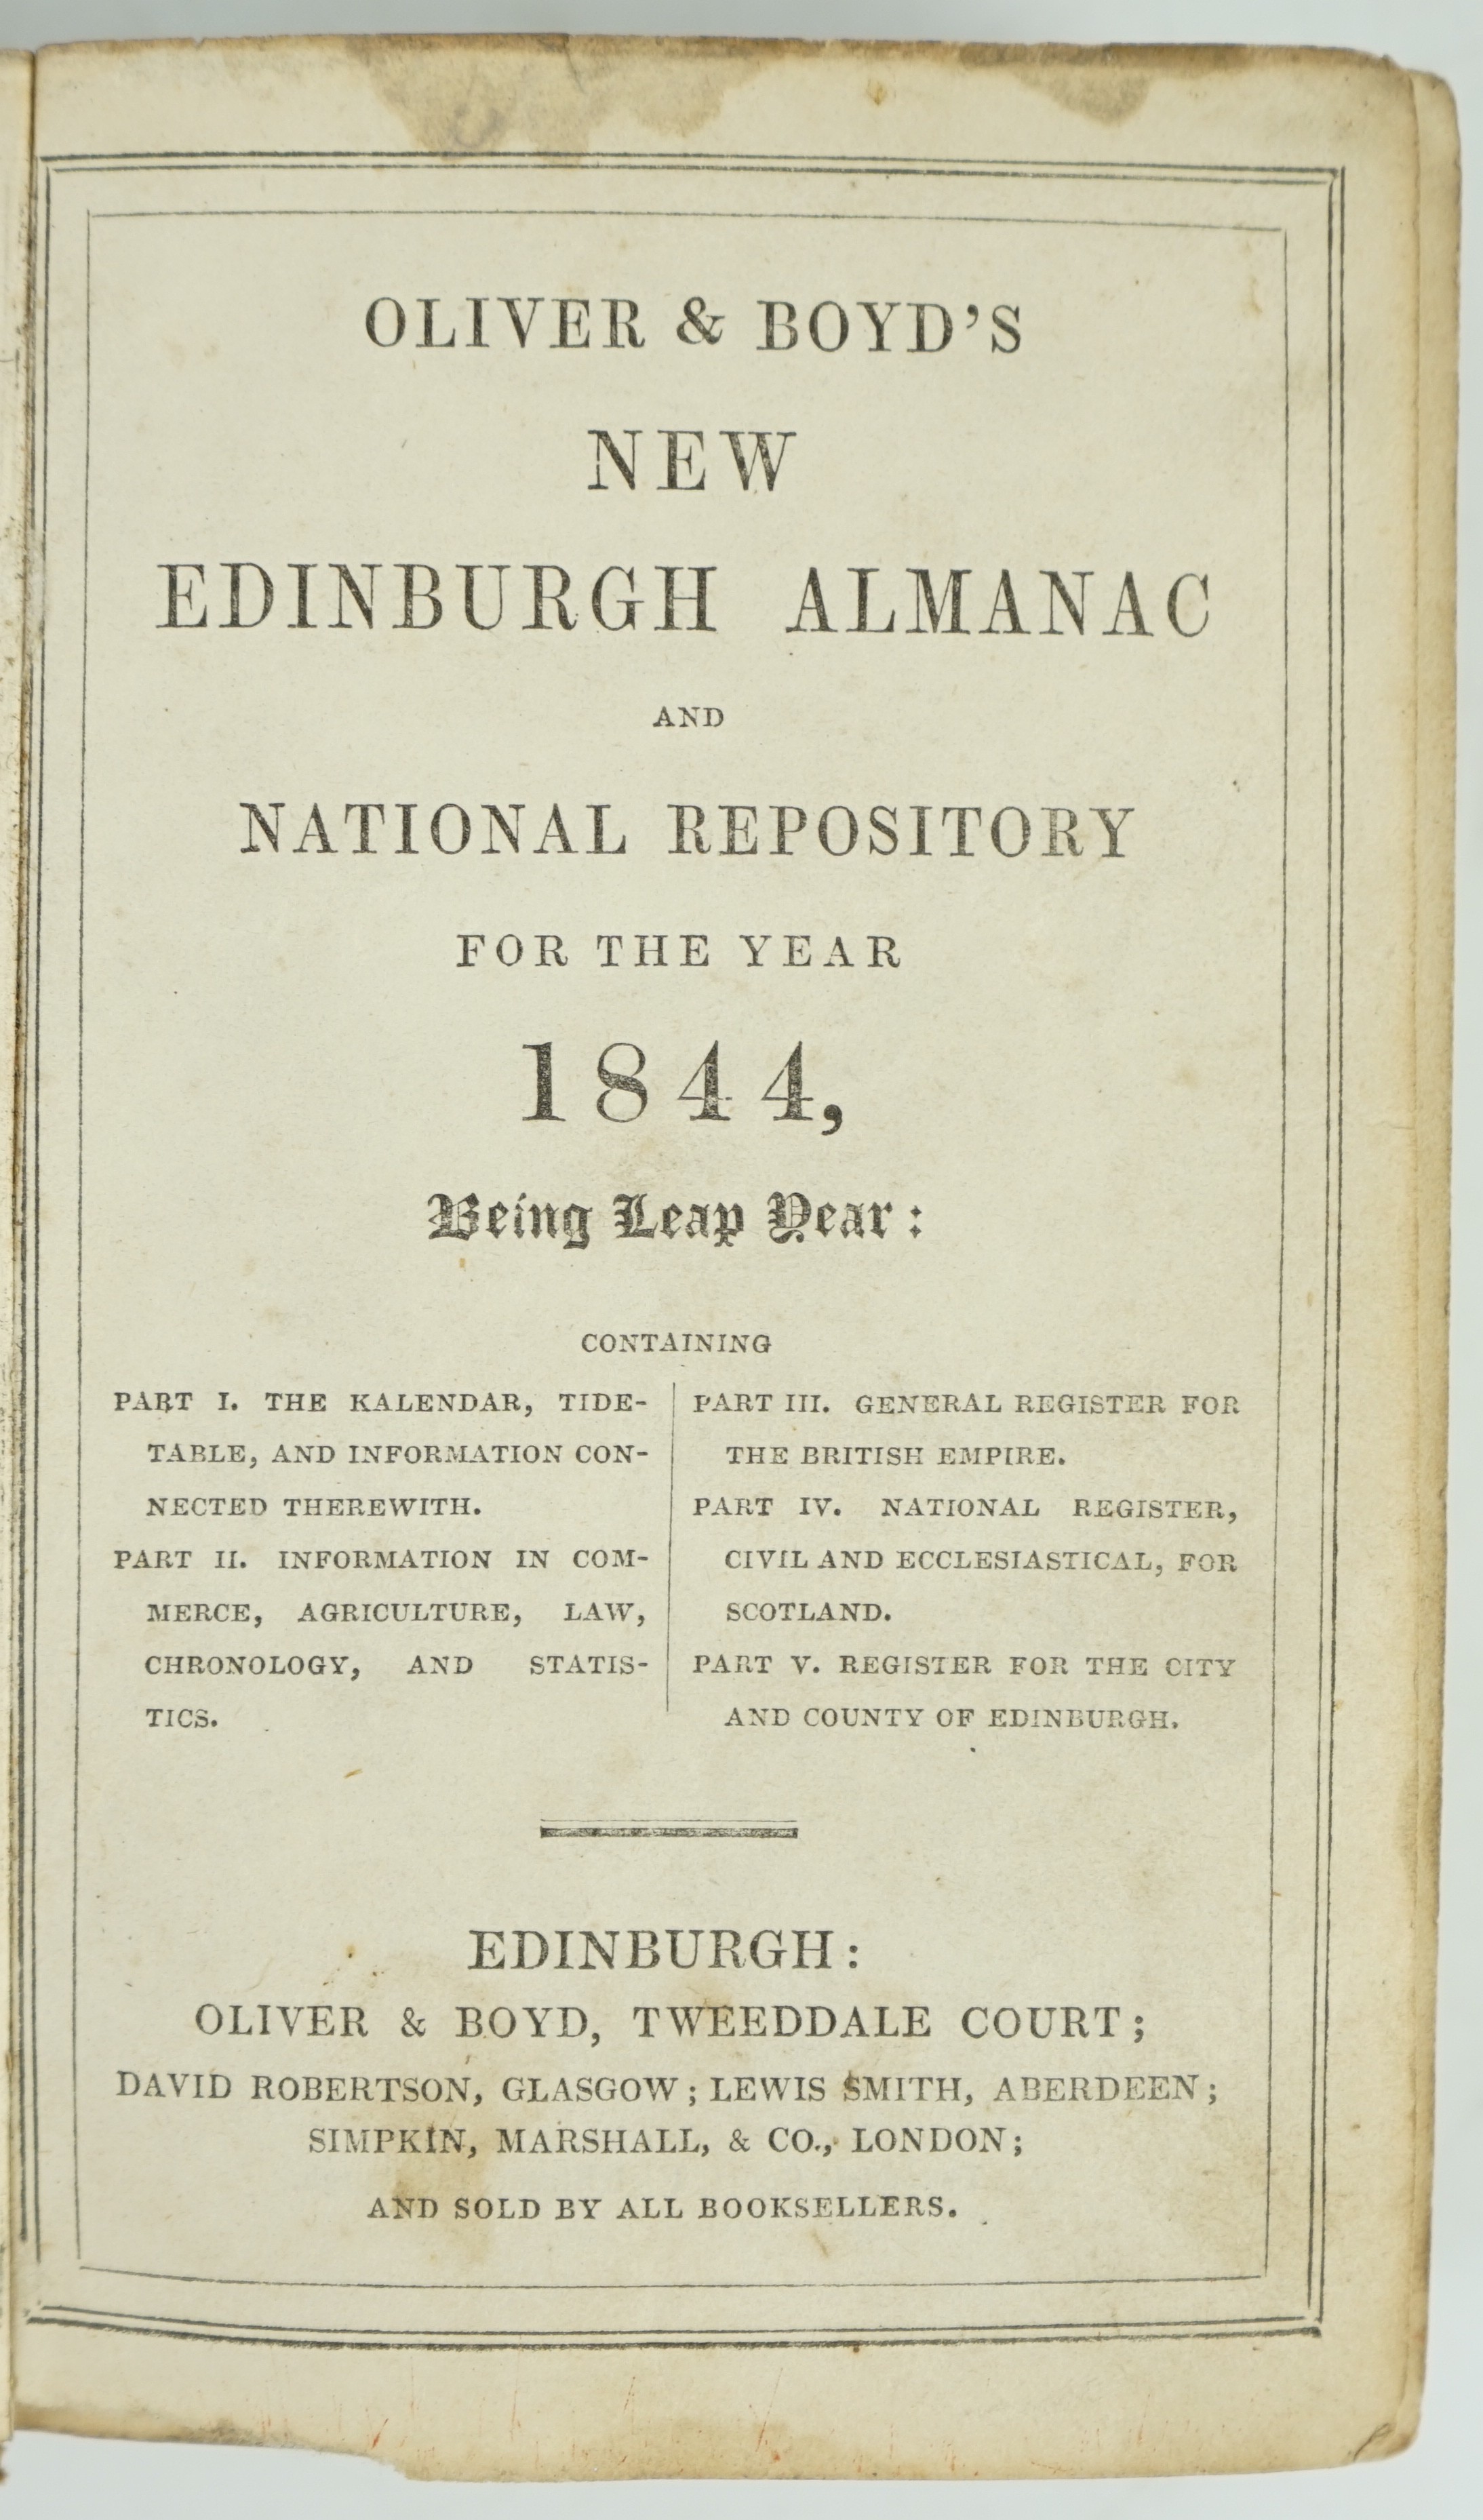 OLIVER & BOYD'S
NEW
EDINBURGH ALMANAC
AND
NATIONAL REPOSITORY
FOR THE YEAR
1844,
Being Leap Year:
CONTAINING
PART I. THE KALENDAR, TIDE-
TABLE, AND INFORMATION CON-
NECTED THEREWITH.
PART II. INFORMATION IN COM-
MERCE, AGRICULTURE, LAW,
CHRONOLOGY, AND STATIS-
TICS.
PART III. GENERAL REGISTER FOR
THE BRITISH EMPIRE.
PART IV. NATIONAL REGISTER,
CIVIL AND ECCLESIASTICAL, FOR
SCOTLAND.
PART V. REGISTER FOR THE CITY
AND COUNTY OF EDINBURGH.
EDINBURGH:
OLIVER & BOYD, TWEEDDALE COURT;
DAVID ROBERTSON, GLASGOW; LEWIS SMITH, ABERDEEN;
SIMPKIN, MARSHALL, & CO., LONDON;
AND SOLD BY ALL BOOKSELLERS.